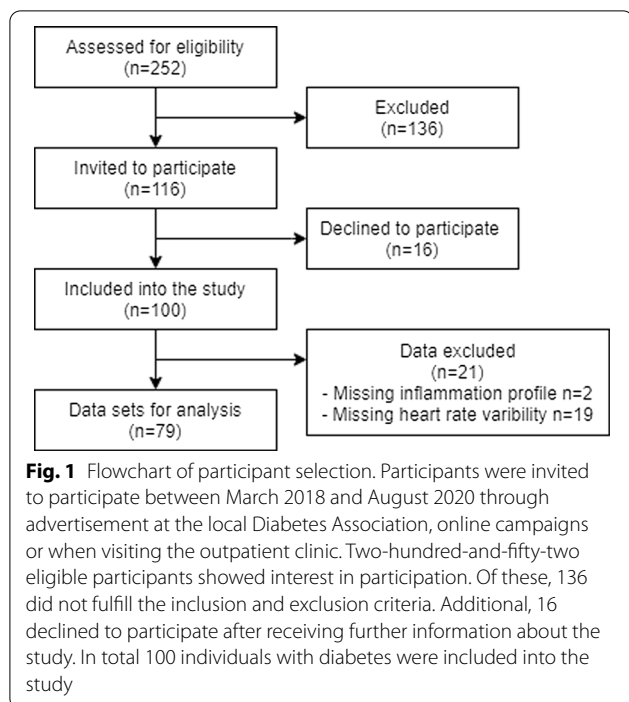 Assessed for eligibility
(n=252)
Excluded
(n=136)
Invited to participate
(n=116)
Declined to participate
(n=16)
Included into the study
(n=100)
Data excluded
(n=21)
- Missing inflammation profile n=2
- Missing heart rate varibility n=19
Data sets for analysis
(n=79)
Fig. 1 Flowchart of participant selection. Participants were invited
to participate between March 2018 and August 2020 through
advertisement at the local Diabetes Association, online campaigns
or when visiting the outpatient clinic. Two-hundred-and-fifty-two
eligible participants showed interest in participation. Of these, 136
did not fulfill the inclusion and exclusion criteria. Additional, 16
declined to participate after receiving further information about the
study. In total 100 individuals with diabetes were included into the
study